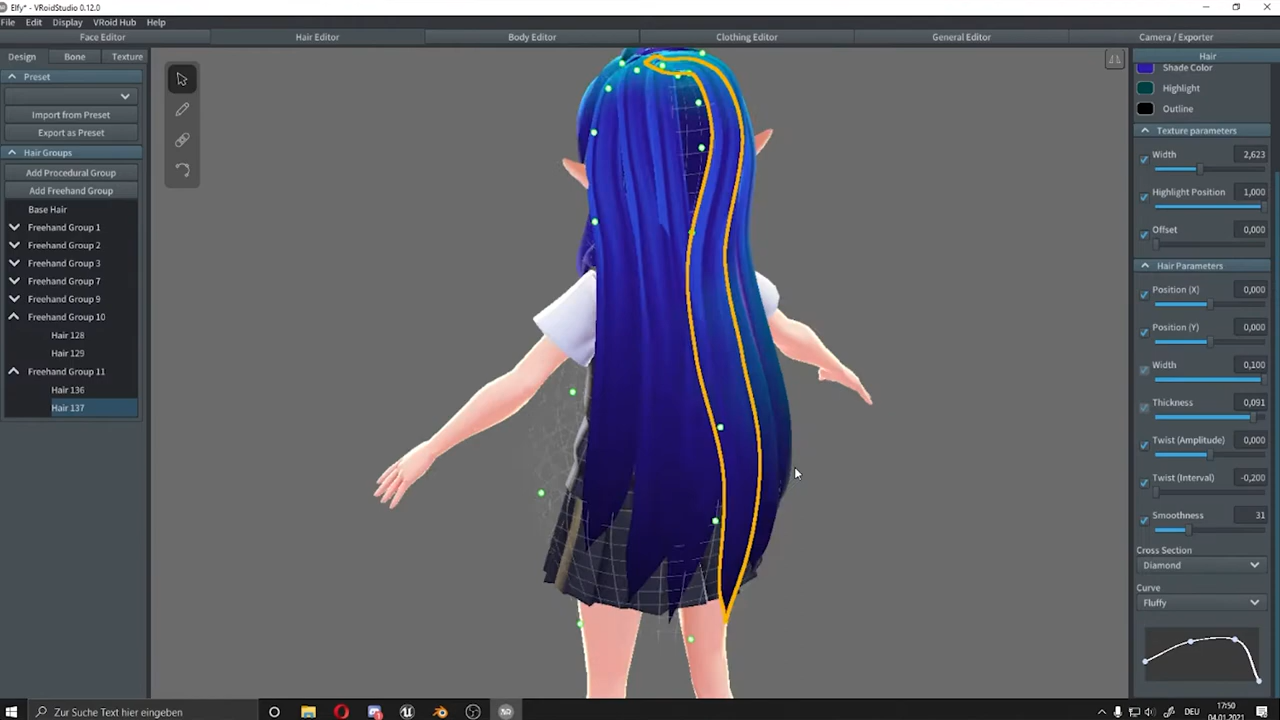 Elfy* - VRoidStudio 0.12.0
File Edit Display VRoid Hub Help
Face Editor Hair Editor Body Editor Clothing Editor General Editor Camera / Exporter
Design Bone Texture
Preset
Import from Preset
Export as Preset
Hair Groups
Add Procedural Group
Add Freehand Group
Base Hair
Freehand Group 1
Freehand Group 2
Freehand Group 3
Freehand Group 7
Freehand Group 9
Freehand Group 10
Hair 128
Hair 129
Freehand Group 11
Hair 136
Hair 137
Hair
Shade Color
Highlight
Outline
Texture parameters
Width 2,623
Highlight Position 1,000
Offset 0,000
Hair Parameters
Position (X) 0,000
Position (Y) 0,000
Width 0,100
Thickness 0,091
Twist (Amplitude) 0,000
Twist (Interval) -0,200
Smoothness 31
Cross Section
Diamond
Curve
Fluffy
Zur Suche Text hier eingeben
DEU
17:50
04.01.2021